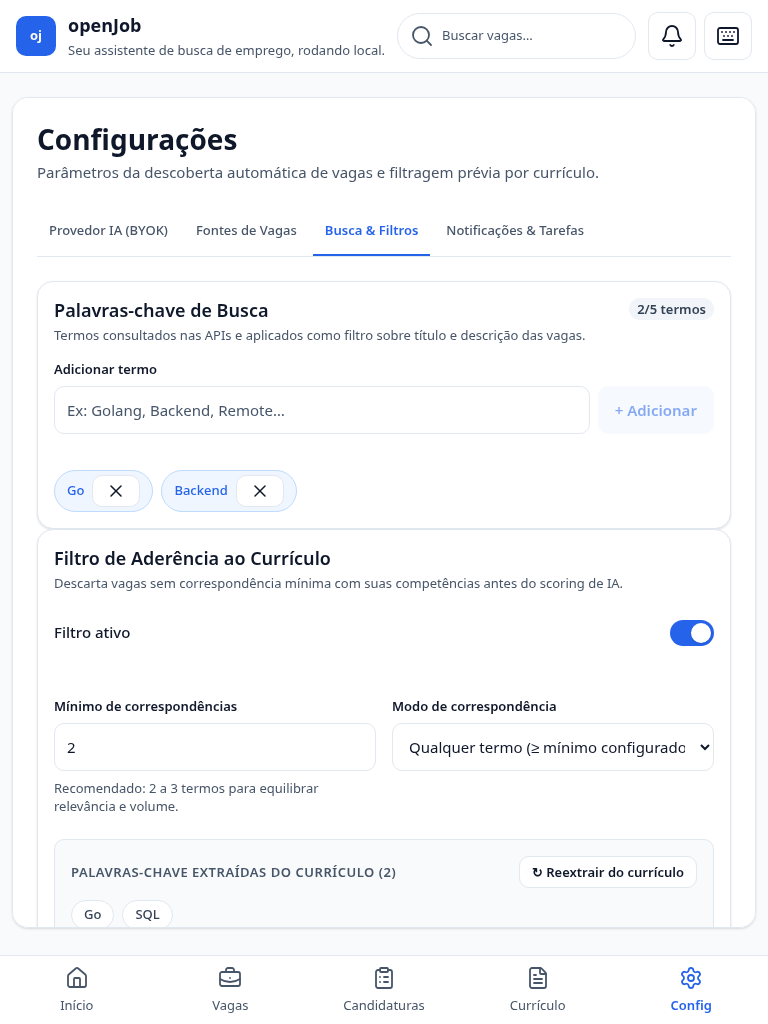 oj
openJob
Seu assistente de busca de emprego, rodando local.
Buscar vagas...
Configurações
Parâmetros da descoberta automática de vagas e filtragem prévia por currículo.
Provedor IA (BYOK)
Fontes de Vagas
Busca & Filtros
Notificações & Tarefas
Palavras-chave de Busca
2/5 termos
Termos consultados nas APIs e aplicados como filtro sobre título e descrição das vagas.
Adicionar termo
Ex: Golang, Backend, Remote...
+ Adicionar
Go
Backend
Filtro de Aderência ao Currículo
Descarta vagas sem correspondência mínima com suas competências antes do scoring de IA.
Filtro ativo
Mínimo de correspondências
Modo de correspondência
2
Qualquer termo (≥ mínimo configurado
Recomendado: 2 a 3 termos para equilibrar
relevância e volume.
PALAVRAS-CHAVE EXTRAÍDAS DO CURRÍCULO (2)
↻ Reextrair do currículo
Go
SQL
Início
Vagas
Candidaturas
Currículo
Config